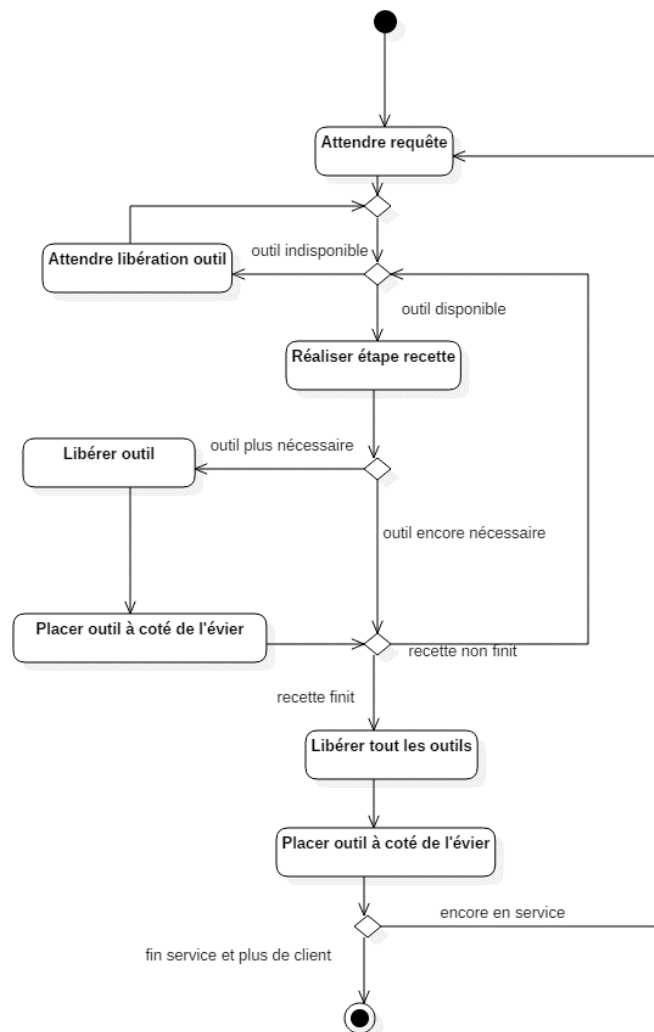 Attendre requête
Attendre libération outil
outil indisponible
outil disponible
Réaliser étape recette
outil plus nécessaire
Libérer outil
outil encore nécessaire
Placer outil à coté de l'évier
recette non finit
recette finit
Libérer tout les outils
Placer outil à coté de l'évier
encore en service
fin service et plus de client